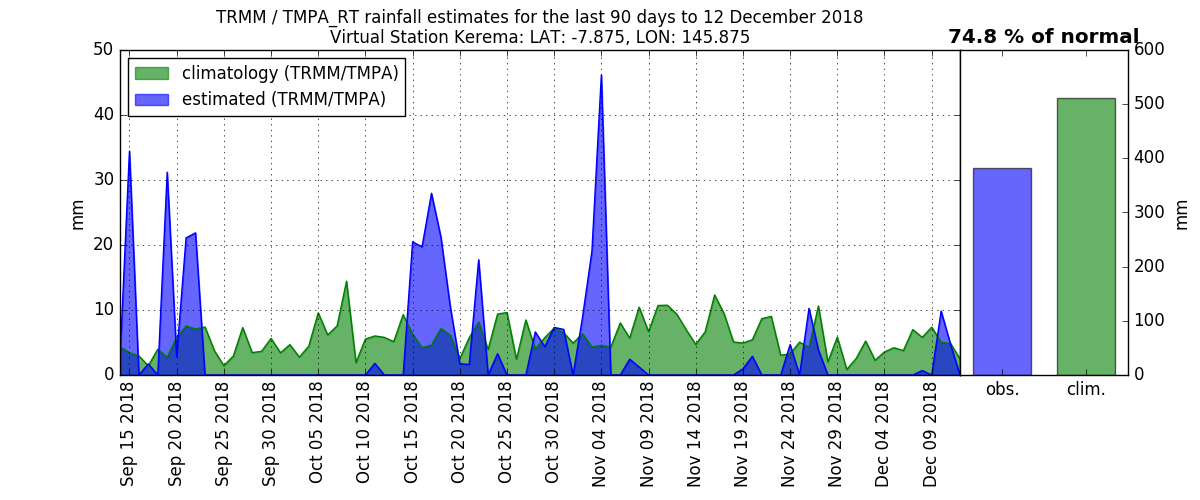 TRMM / TMPA_RT rainfall estimates for the last 90 days to 12 December 2018
Virtual Station Kerema: LAT: -7.875, LON: 145.875
74.8 % of normal
climatology (TRMM/TMPA)
estimated (TRMM/TMPA)
50
40
30
20
10
0
mm
Sep 15 2018
Sep 20 2018
Sep 25 2018
Sep 30 2018
Oct 05 2018
Oct 10 2018
Oct 15 2018
Oct 20 2018
Oct 25 2018
Oct 30 2018
Nov 04 2018
Nov 09 2018
Nov 14 2018
Nov 19 2018
Nov 24 2018
Nov 29 2018
Dec 04 2018
Dec 09 2018
obs.
clim.
600
500
400
300
200
100
0
mm